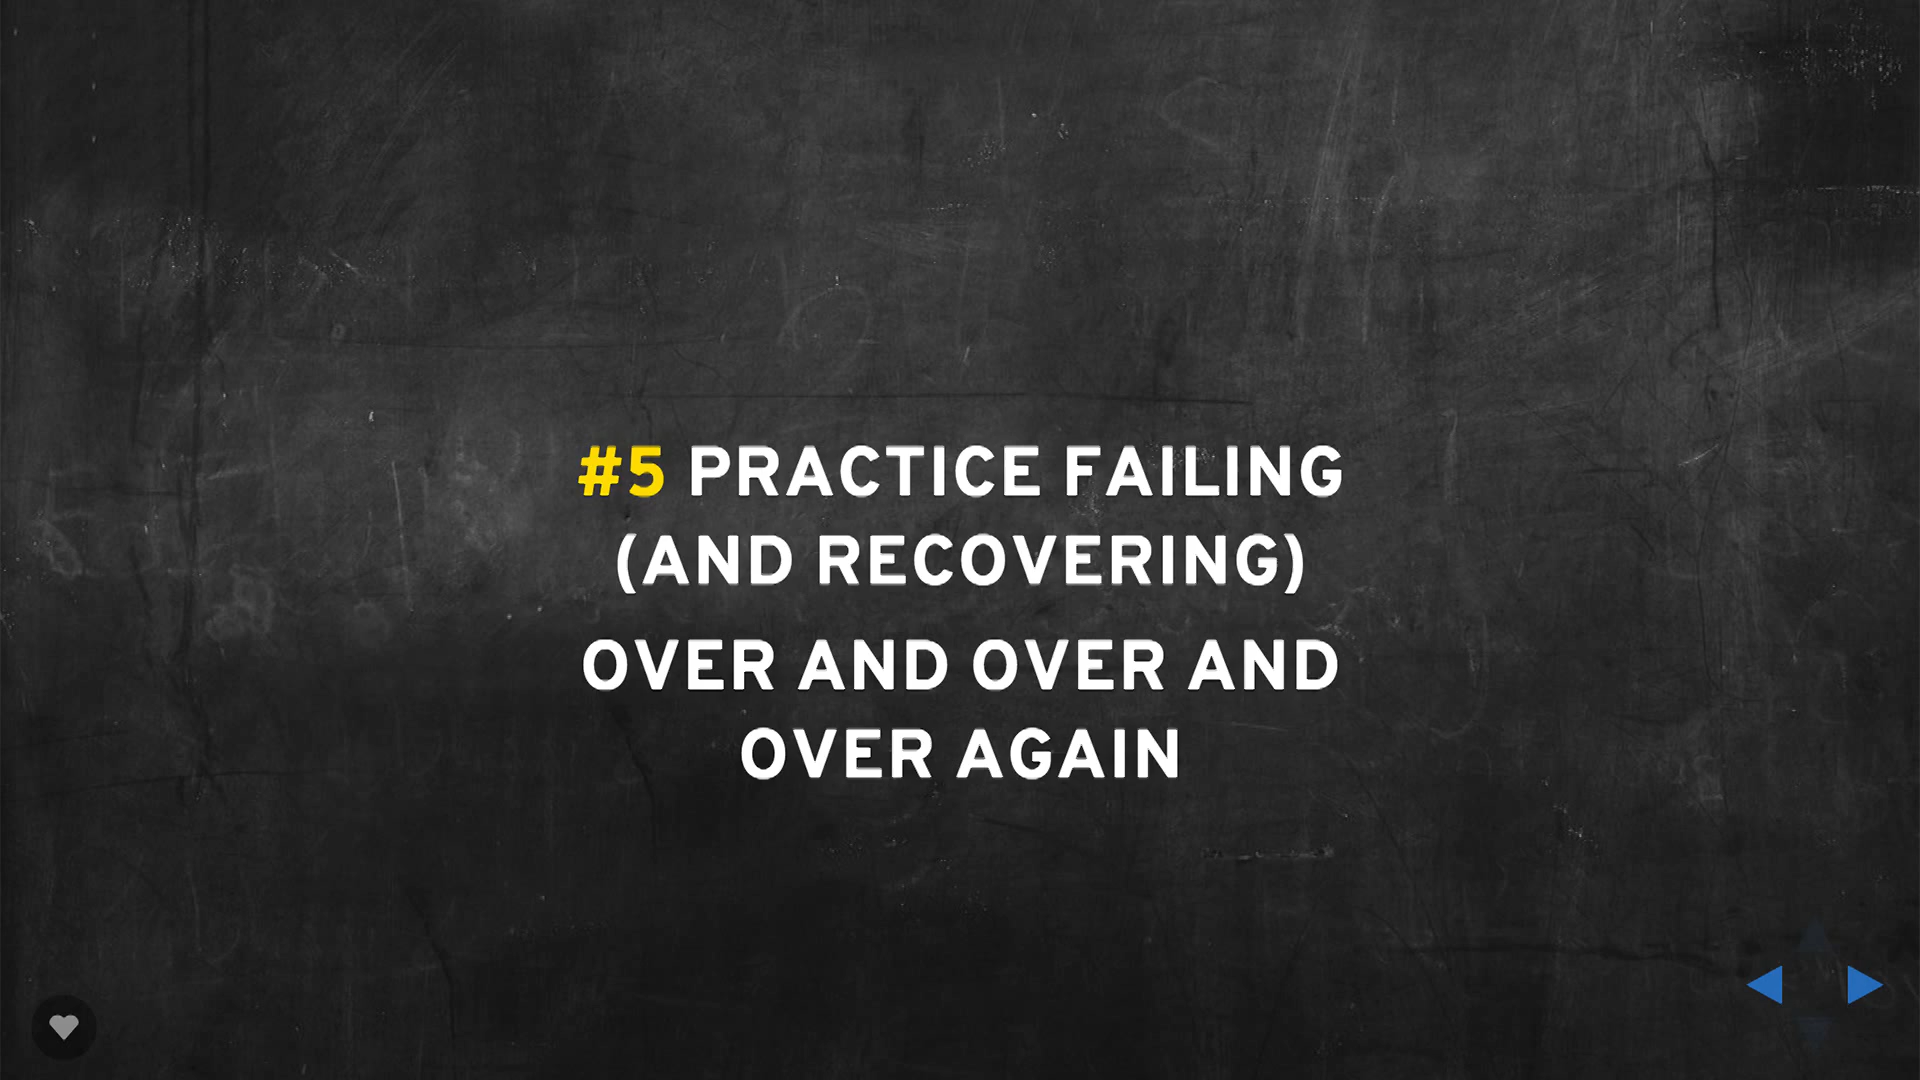 #5 PRACTICE FAILING
(AND RECOVERING)
OVER AND OVER AND
OVER AGAIN